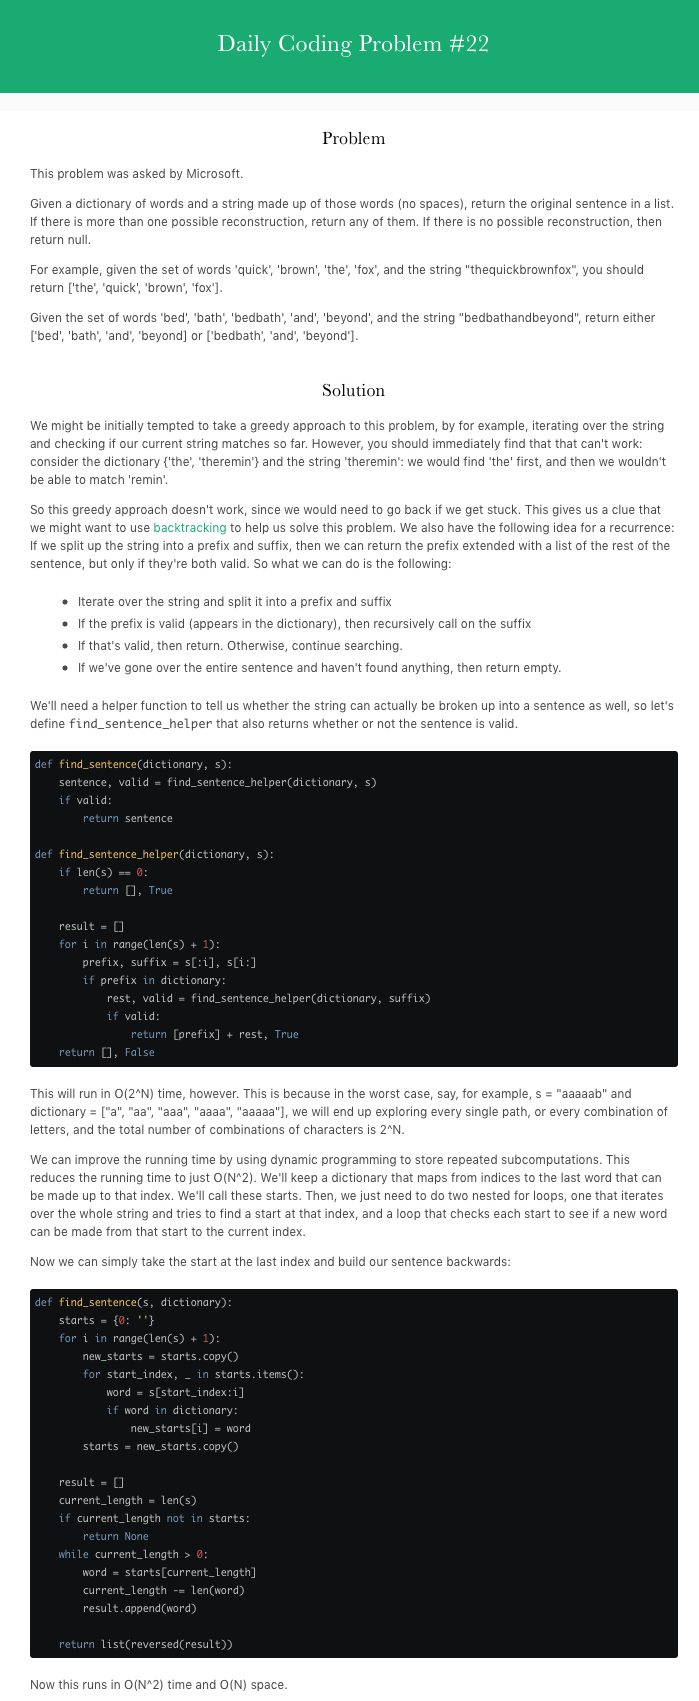 Daily Coding Problem #22
Problem
This problem was asked by Microsoft.
Given a dictionary of words and a string made up of those words (no spaces), return the original sentence in a list.
If there is more than one possible reconstruction, return any of them. If there is no possible reconstruction, then
return null.
For example, given the set of words 'quick', 'brown', 'the', 'fox', and the string "thequickbrownfox", you should
return ['the', 'quick', 'brown', 'fox'].
Given the set of words 'bed', 'bath', 'bedbath', 'and', 'beyond', and the string "bedbathandbeyond", return either
['bed', 'bath', 'and', 'beyond] or ['bedbath', 'and', 'beyond'].
Solution
We might be initially tempted to take a greedy approach to this problem, by for example, iterating over the string
and checking if our current string matches so far. However, you should immediately find that that can't work:
consider the dictionary {'the', 'theremin'} and the string 'theremin': we would find 'the' first, and then we wouldn't
be able to match 'remin'.
So this greedy approach doesn't work, since we would need to go back if we get stuck. This gives us a clue that
we might want to use backtracking to help us solve this problem. We also have the following idea for a recurrence:
If we split up the string into a prefix and suffix, then we can return the prefix extended with a list of the rest of the
sentence, but only if they're both valid. So what we can do is the following:
• Iterate over the string and split it into a prefix and suffix
• If the prefix is valid (appears in the dictionary), then recursively call on the suffix
• If that's valid, then return. Otherwise, continue searching.
• If we've gone over the entire sentence and haven't found anything, then return empty.
We'll need a helper function to tell us whether the string can actually be broken up into a sentence as well, so let's
define find_sentence_helper that also returns whether or not the sentence is valid.
def find_sentence(dictionary, s):
    sentence, valid = find_sentence_helper(dictionary, s)
    if valid:
        return sentence
def find_sentence_helper(dictionary, s):
    if len(s) == 0:
        return [], True
    result = []
    for i in range(len(s) + 1):
        prefix, suffix = s[:i], s[i:]
        if prefix in dictionary:
            rest, valid = find_sentence_helper(dictionary, suffix)
            if valid:
                return [prefix] + rest, True
    return [], False
This will run in O(2^N) time, however. This is because in the worst case, say, for example, s = "aaaaab" and
dictionary = ["a", "aa", "aaa", "aaaa", "aaaaa"], we will end up exploring every single path, or every combination of
letters, and the total number of combinations of characters is 2^N.
We can improve the running time by using dynamic programming to store repeated subcomputations. This
reduces the running time to just O(N^2). We'll keep a dictionary that maps from indices to the last word that can
be made up to that index. We'll call these starts. Then, we just need to do two nested for loops, one that iterates
over the whole string and tries to find a start at that index, and a loop that checks each start to see if a new word
can be made from that start to the current index.
Now we can simply take the start at the last index and build our sentence backwards:
def find_sentence(s, dictionary):
    starts = {0: ''}
    for i in range(len(s) + 1):
        new_starts = starts.copy()
        for start_index, _ in starts.items():
            word = s[start_index:i]
            if word in dictionary:
                new_starts[i] = word
        starts = new_starts.copy()
    result = []
    current_length = len(s)
    if current_length not in starts:
        return None
    while current_length > 0:
        word = starts[current_length]
        current_length -= len(word)
        result.append(word)
    return list(reversed(result))
Now this runs in O(N^2) time and O(N) space.